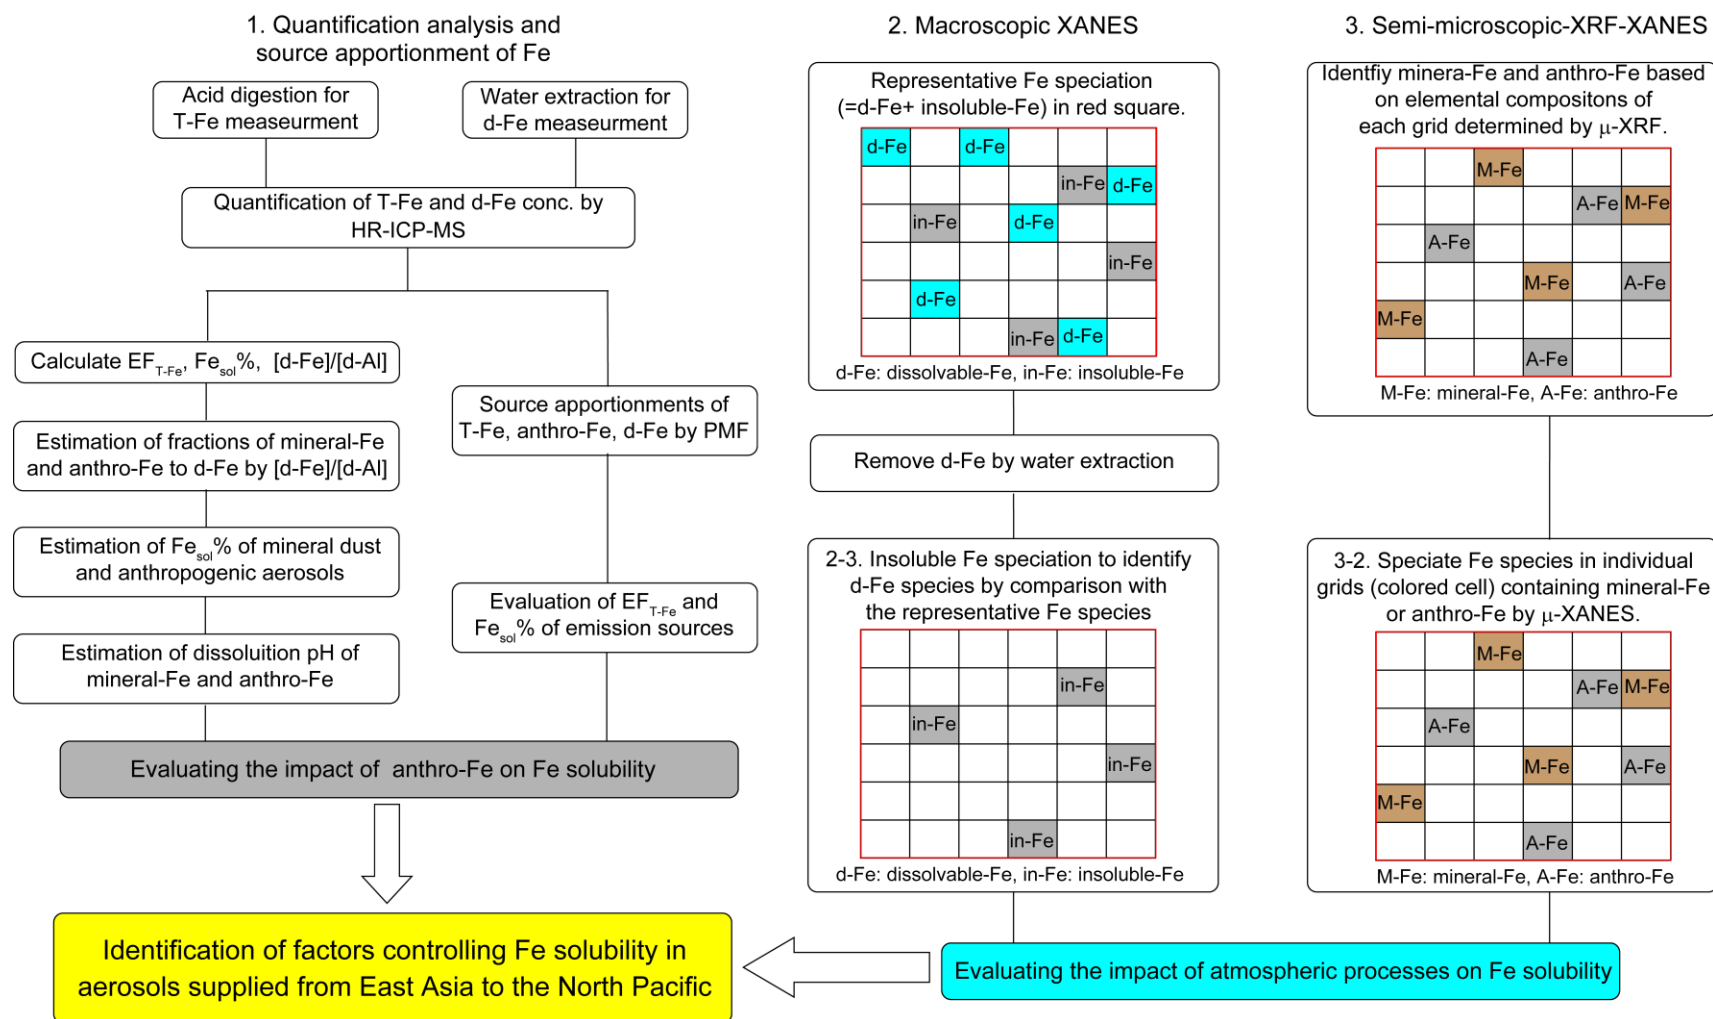 1. Quantification analysis and
source apportionment of Fe
Acid digestion for
T-Fe measeurment
Water extraction for
d-Fe measeurment
Quantification of T-Fe and d-Fe conc. by
HR-ICP-MS
Calculate EF_T-Fe, Fe_sol%, [d-Fe]/[d-Al]
Estimation of fractions of mineral-Fe
and anthro-Fe to d-Fe by [d-Fe]/[d-Al]
Estimation of Fe_sol% of mineral dust
and anthropogenic aerosols
Estimation of dissoluition pH of
mineral-Fe and anthro-Fe
Source apportionments of
T-Fe, anthro-Fe, d-Fe by PMF
Evaluation of EF_T-Fe and
Fe_sol% of emission sources
Evaluating the impact of anthro-Fe on Fe solubility
Identification of factors controlling Fe solubility in
aerosols supplied from East Asia to the North Pacific
2. Macroscopic XANES
Representative Fe speciation
(=d-Fe+ insoluble-Fe) in red square.
d-Fe d-Fe
in-Fe d-Fe
in-Fe d-Fe
in-Fe
d-Fe
in-Fe d-Fe
d-Fe: dissolvable-Fe, in-Fe: insoluble-Fe
Remove d-Fe by water extraction
2-3. Insoluble Fe speciation to identify
d-Fe species by comparison with
the representative Fe species
in-Fe
in-Fe
in-Fe
in-Fe
d-Fe: dissolvable-Fe, in-Fe: insoluble-Fe
3. Semi-microscopic-XRF-XANES
Identfiy minera-Fe and anthro-Fe based
on elemental compositons of
each grid determined by μ-XRF.
M-Fe
A-Fe M-Fe
A-Fe
M-Fe A-Fe
M-Fe
A-Fe
M-Fe: mineral-Fe, A-Fe: anthro-Fe
3-2. Speciate Fe species in individual
grids (colored cell) containing mineral-Fe
or anthro-Fe by μ-XANES.
M-Fe
A-Fe M-Fe
A-Fe
M-Fe A-Fe
M-Fe
A-Fe
M-Fe: mineral-Fe, A-Fe: anthro-Fe
Evaluating the impact of atmospheric processes on Fe solubility